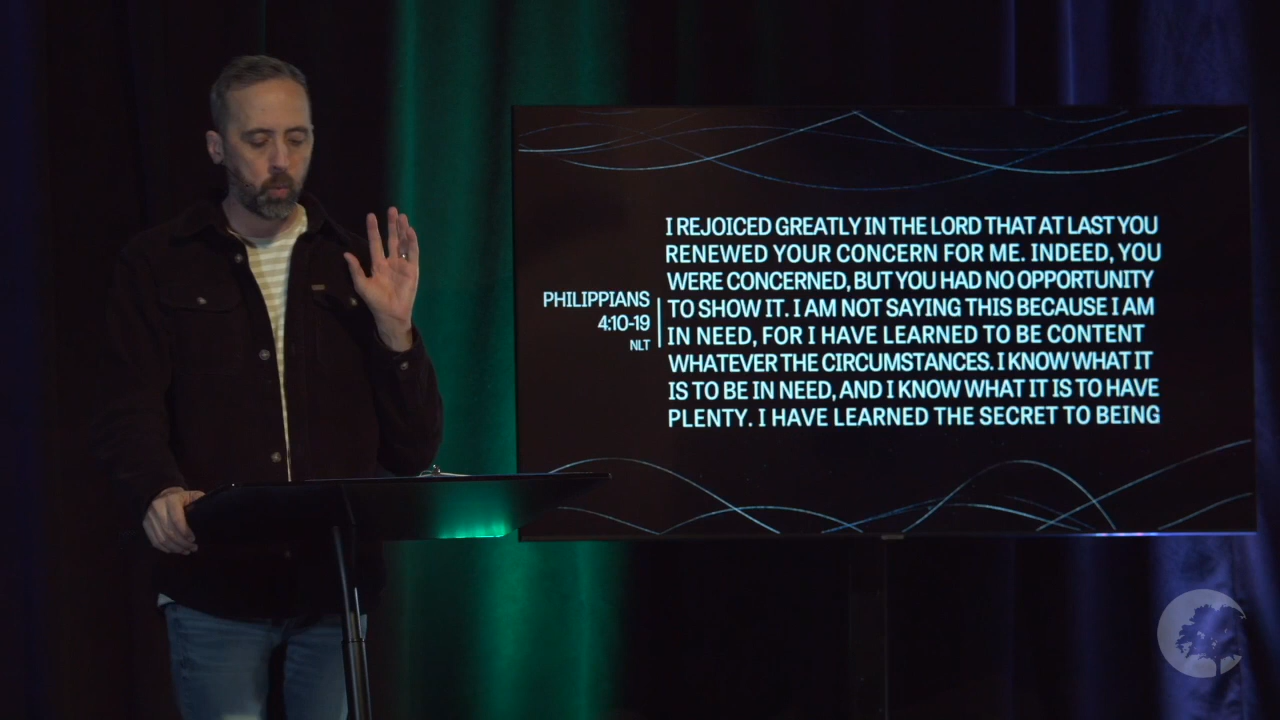 PHILIPPIANS
4:10-19
NLT
I REJOICED GREATLY IN THE LORD THAT AT LAST YOU
RENEWED YOUR CONCERN FOR ME. INDEED, YOU
WERE CONCERNED, BUT YOU HAD NO OPPORTUNITY
TO SHOW IT. I AM NOT SAYING THIS BECAUSE I AM
IN NEED, FOR I HAVE LEARNED TO BE CONTENT
WHATEVER THE CIRCUMSTANCES. I KNOW WHAT IT
IS TO BE IN NEED, AND I KNOW WHAT IT IS TO HAVE
PLENTY. I HAVE LEARNED THE SECRET TO BEING